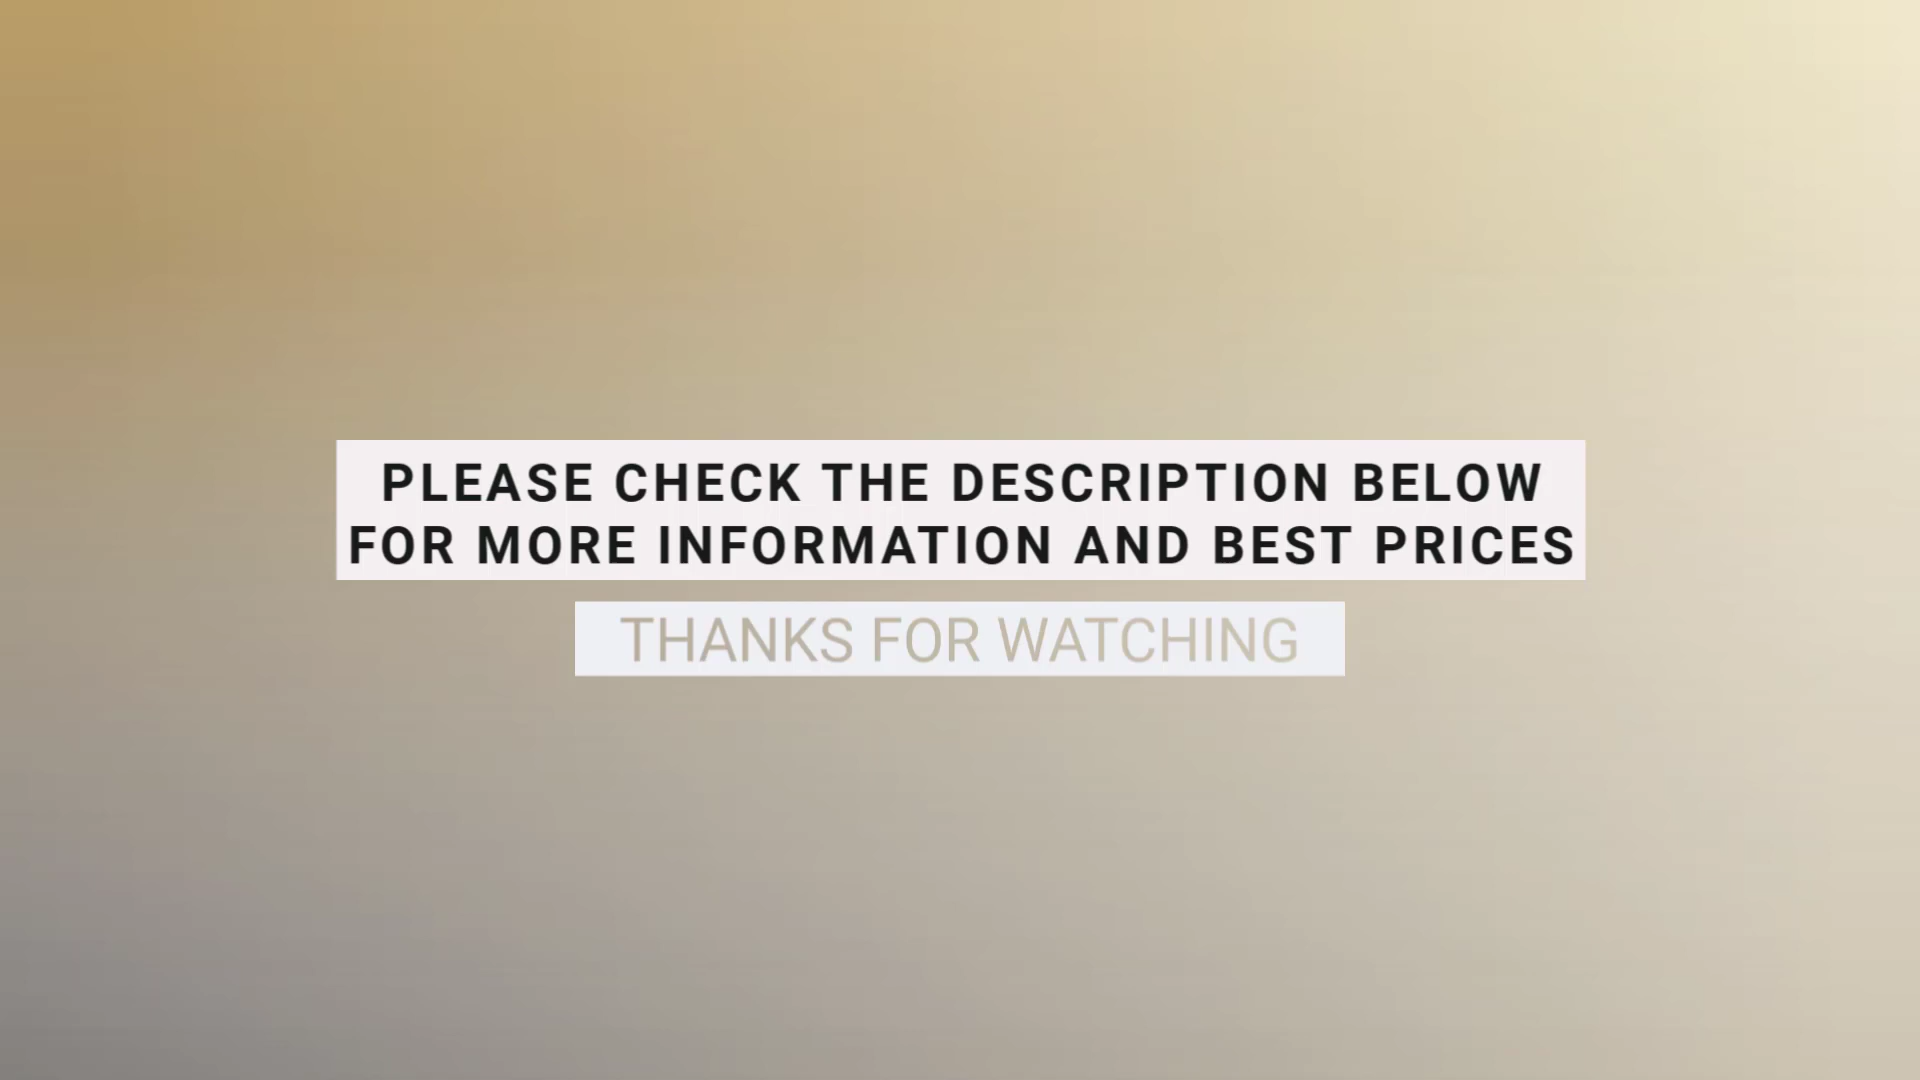 PLEASE CHECK THE DESCRIPTION BELOW
FOR MORE INFORMATION AND BEST PRICES
THANKS FOR WATCHING